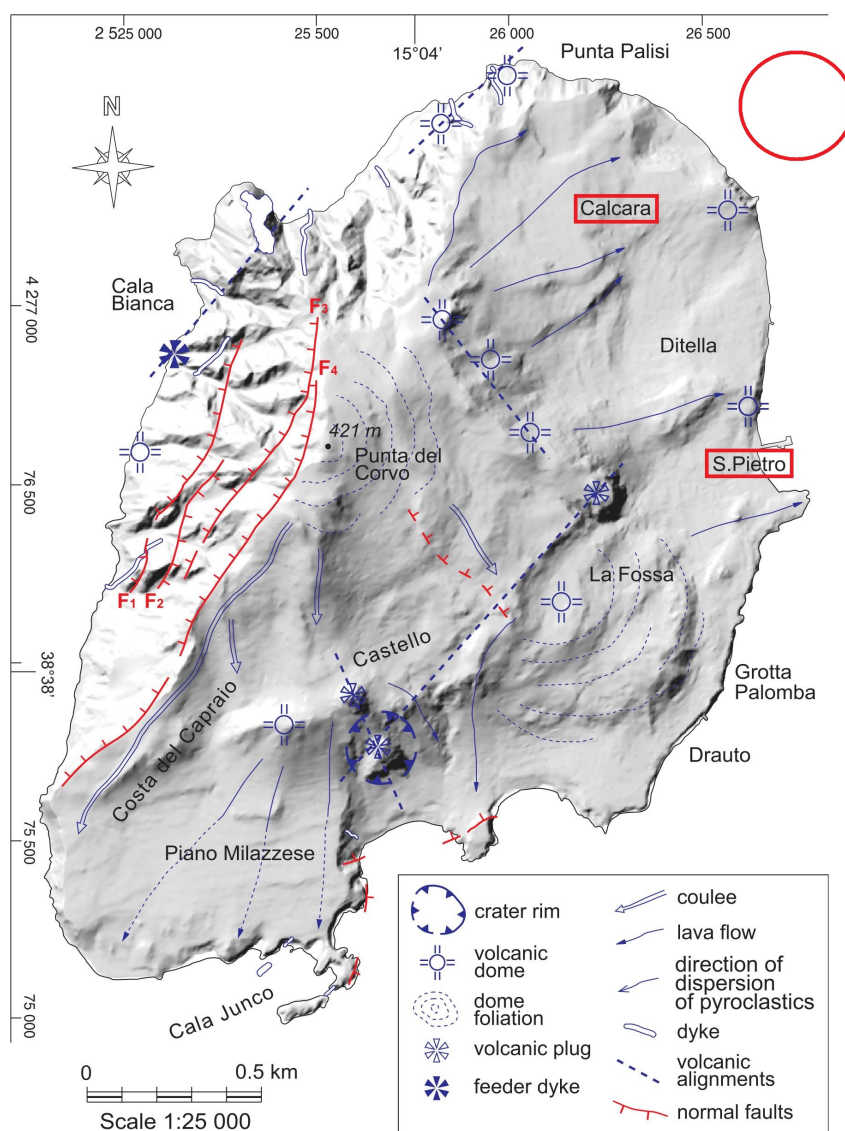 2 525 000
25 500
26 000
26 500
15°04'
Punta Palisi
N
Calcara
Cala
Bianca
4 277 000
F3
F4
Ditella
421 m
Punta del
Corvo
S.Pietro
76 500
La Fossa
F1 F2
Castello
38°38'
Grotta
Palomba
Costa del Capraio
Drauto
75 500
Piano Milazzese
Cala Junco
75 000
0 0.5 km
Scale 1:25 000
crater rim
volcanic
dome
dome
foliation
volcanic plug
feeder dyke
coulee
lava flow
direction of
dispersion
of pyroclastics
dyke
volcanic
alignments
normal faults